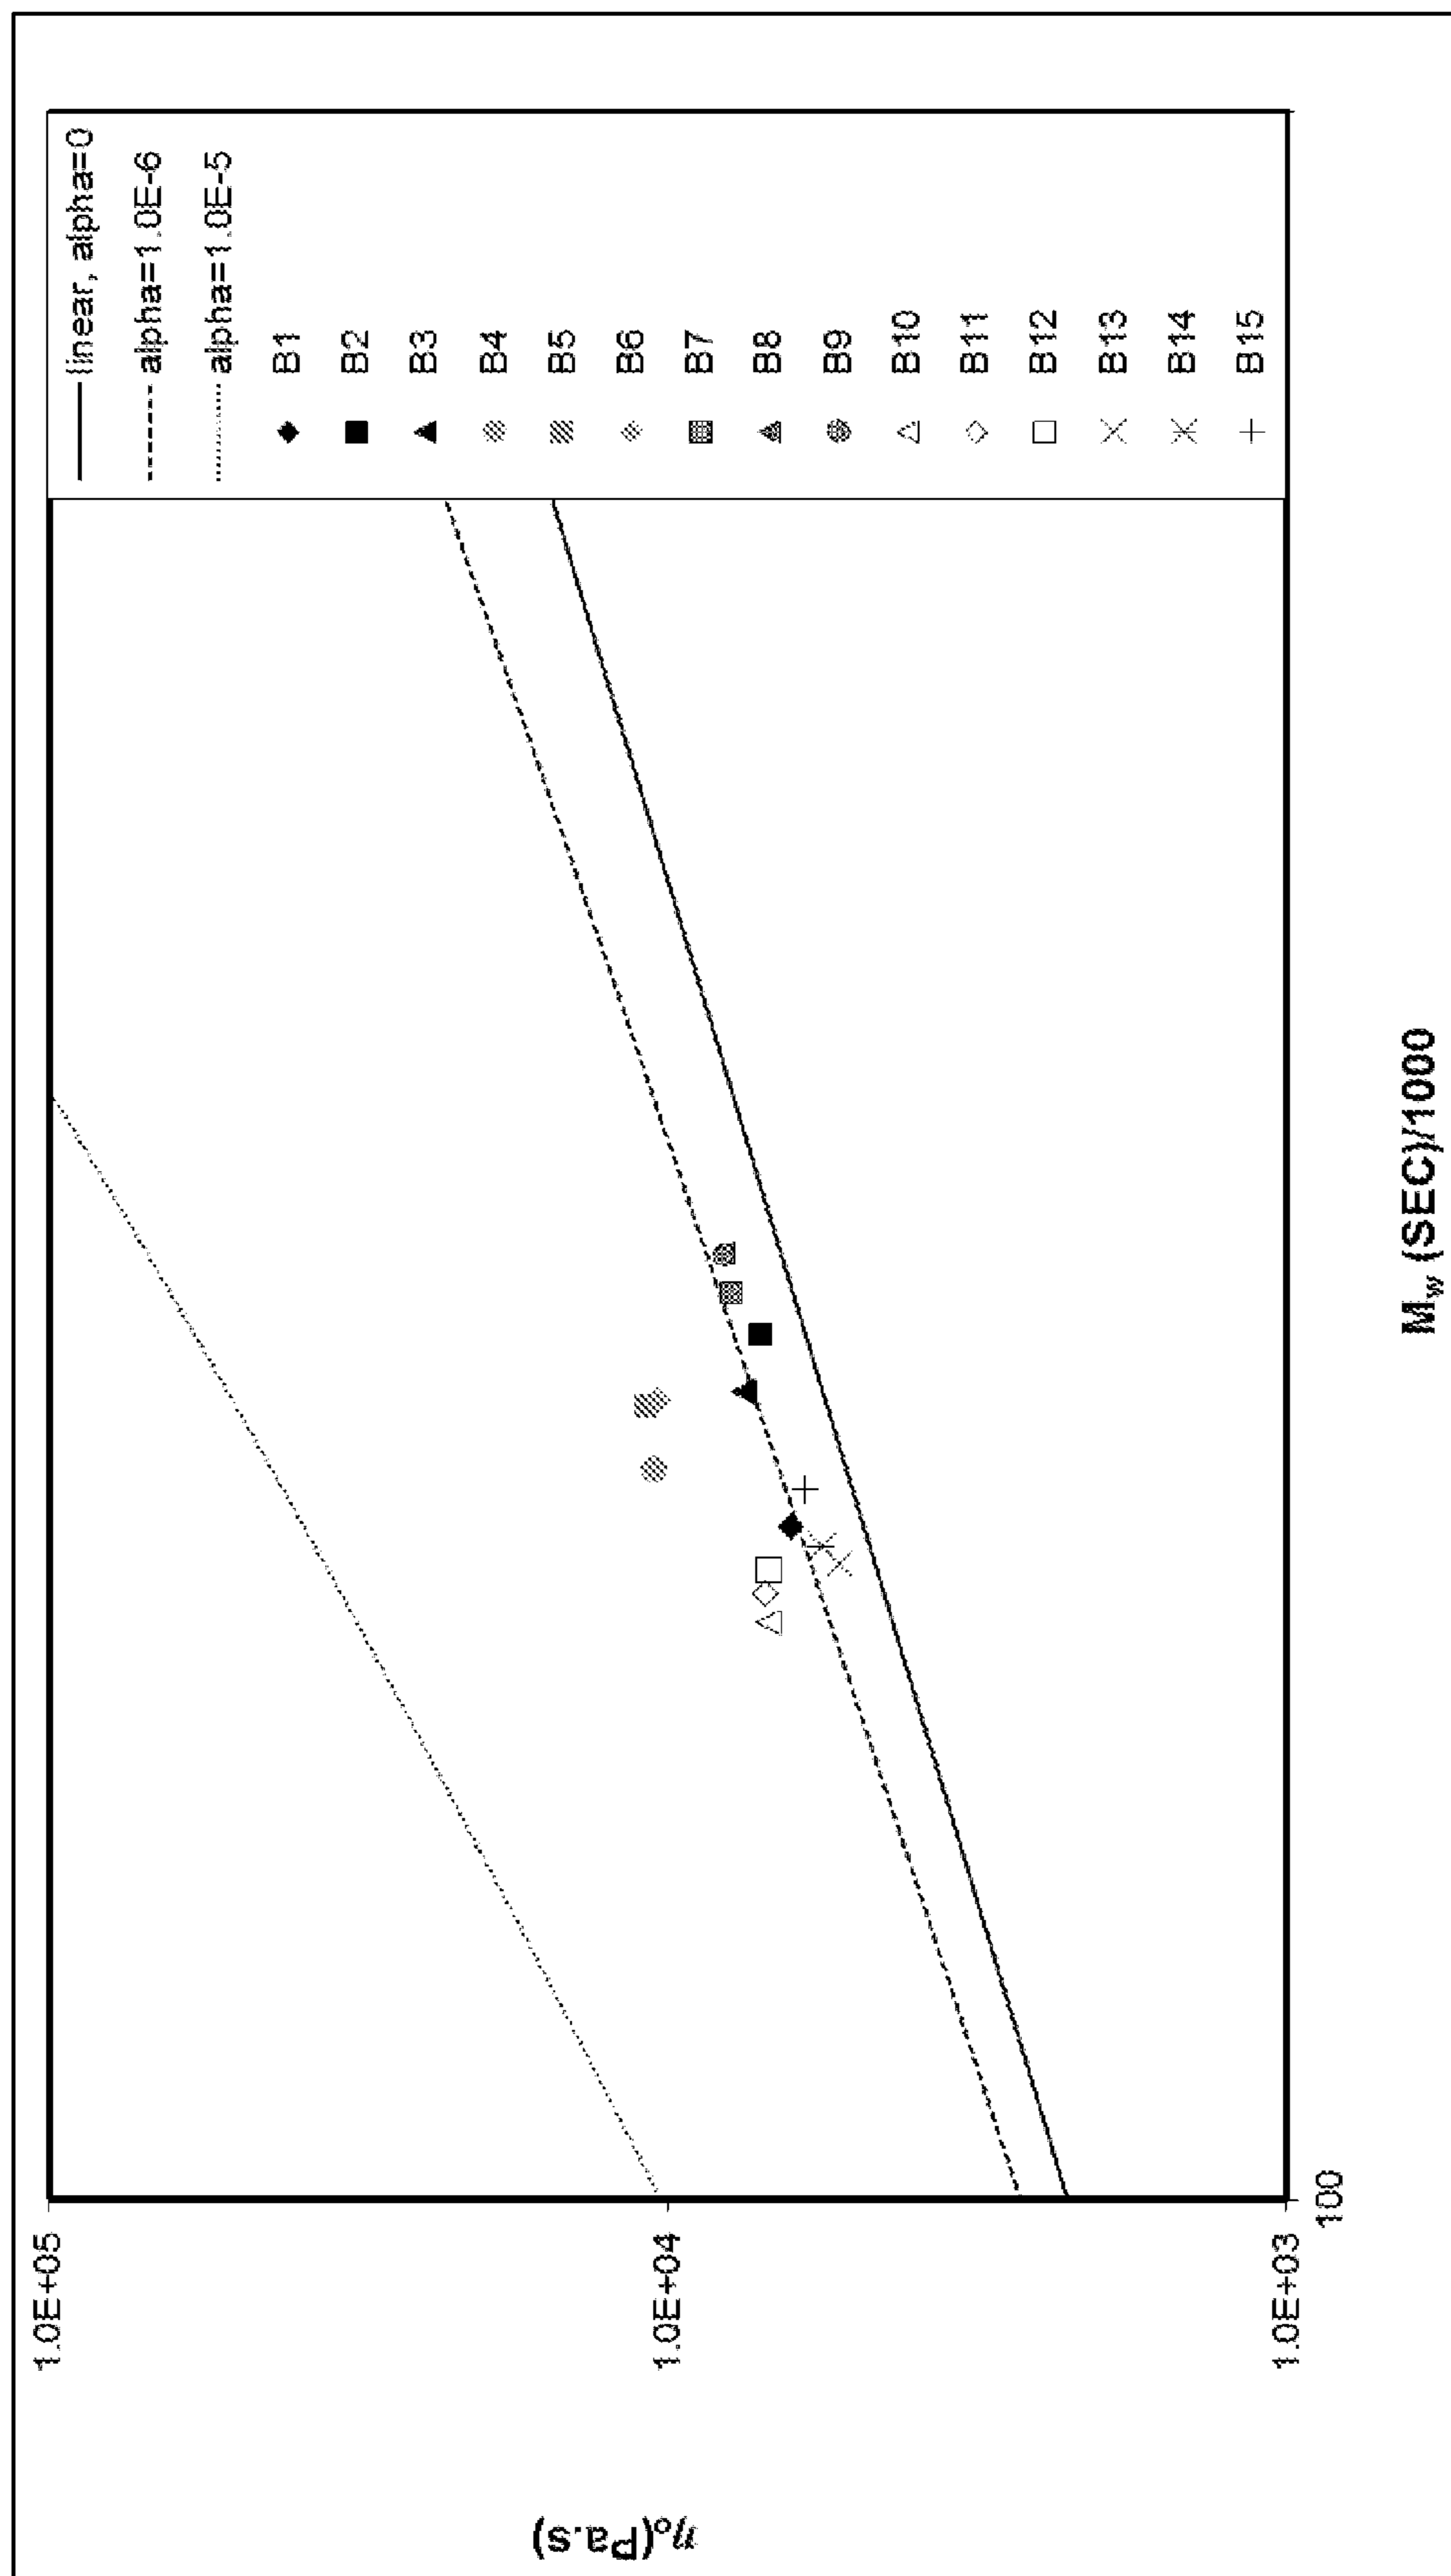 1.0E+05
1.0E+04
1.0E+03
ηo(Pa.s)
100
Mw (SEC)/1000
linear, alpha=0
alpha=1.0E-6
alpha=1.0E-5
B1
B2
B3
B4
B5
B6
B7
B8
B9
B10
B11
B12
B13
B14
B15